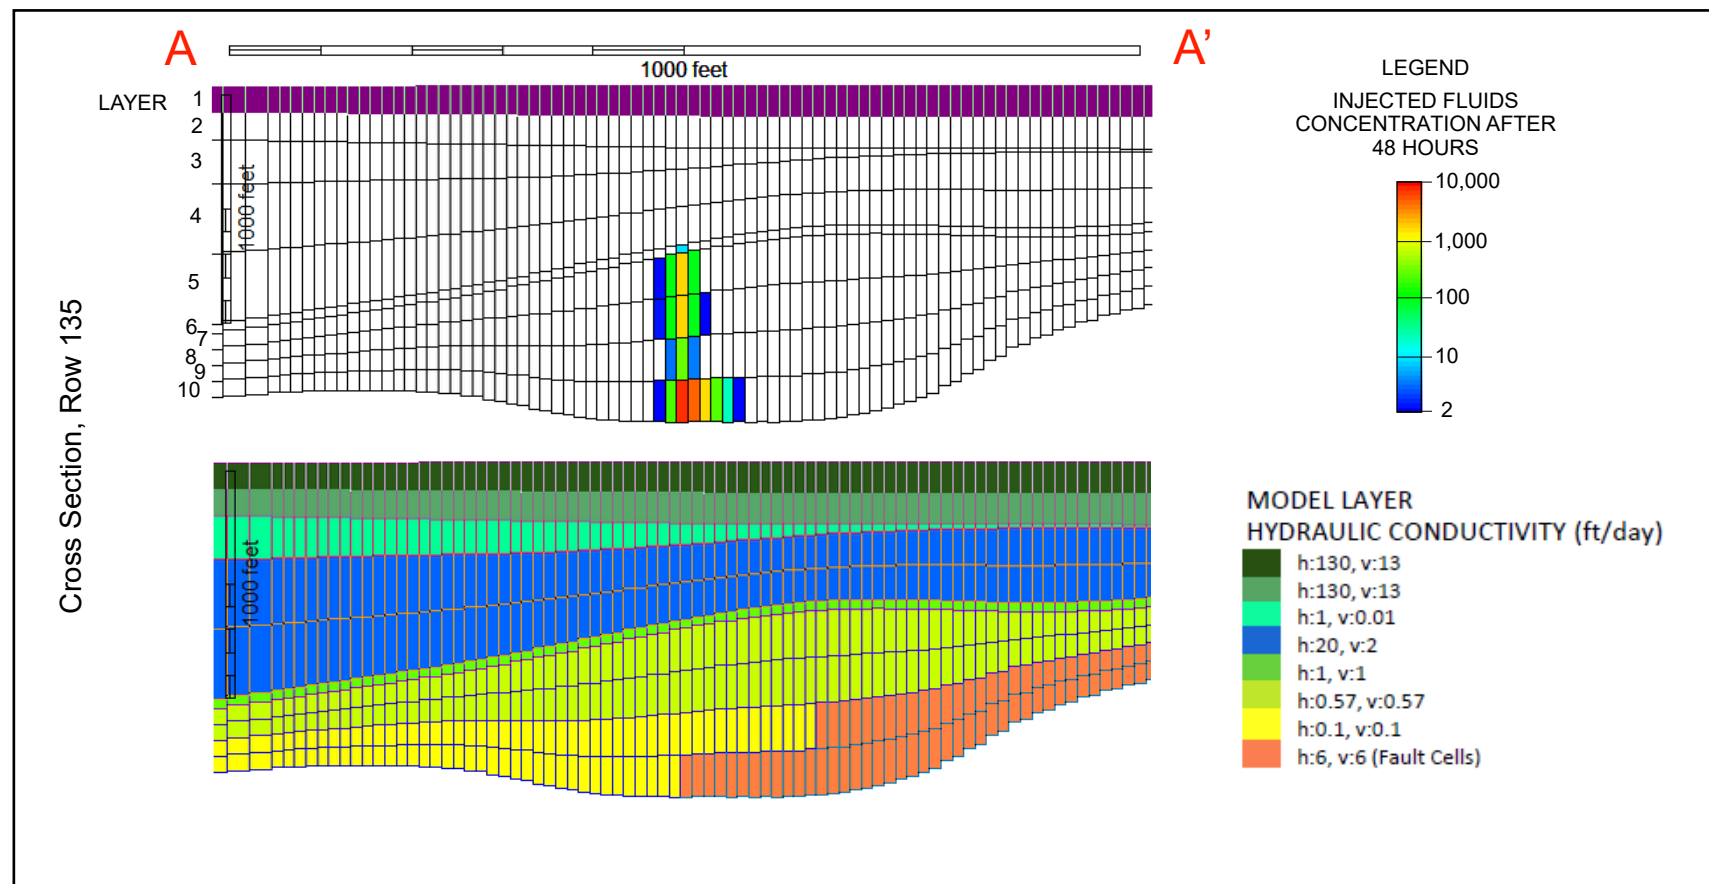 A
A’
1000 feet
LAYER
1
2
3
4
5
6
7
8
9
10
1000 feet
Cross Section, Row 135
1000 feet
LEGEND
INJECTED FLUIDS
CONCENTRATION AFTER
48 HOURS
10,000
1,000
100
10
2
MODEL LAYER
HYDRAULIC CONDUCTIVITY (ft/day)
h:130, v:13
h:130, v:13
h:1, v:0.01
h:20, v:2
h:1, v:1
h:0.57, v:0.57
h:0.1, v:0.1
h:6, v:6 (Fault Cells)